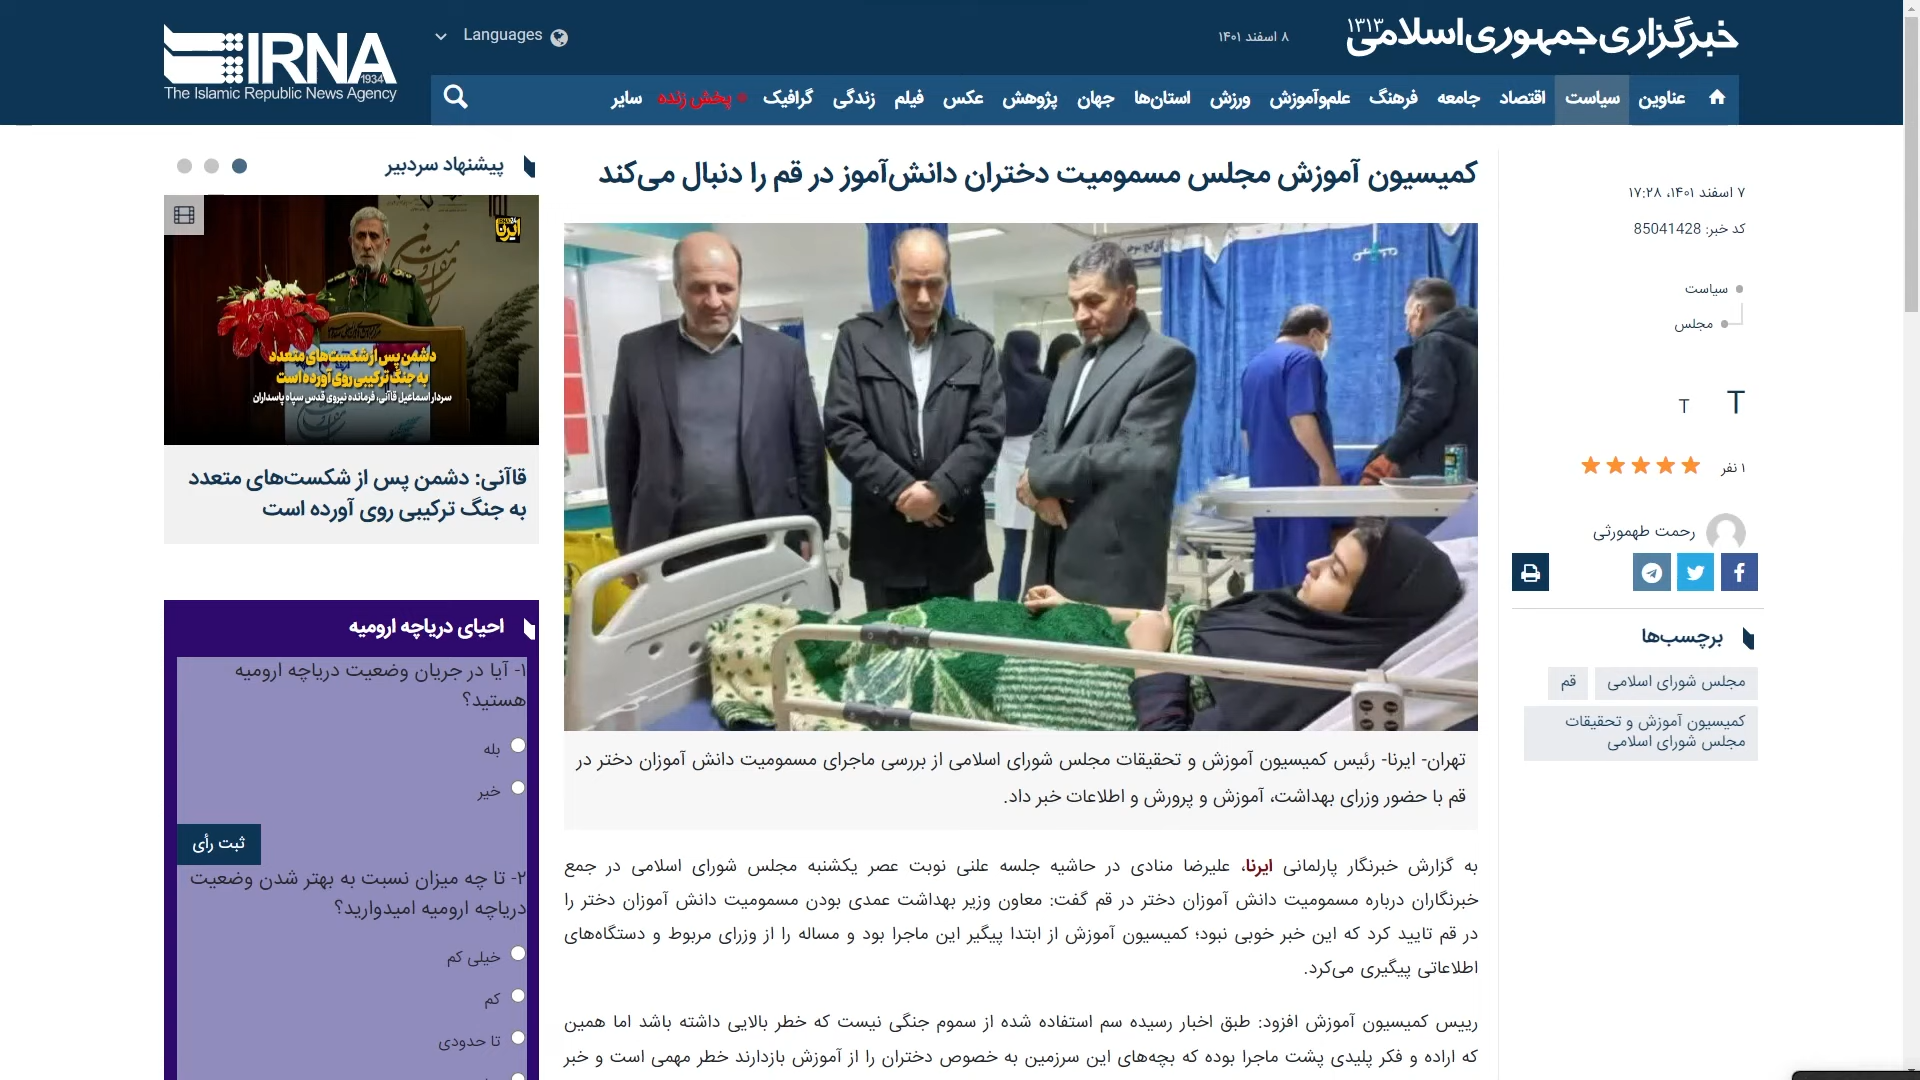 خبرگزاری جمهوری اسلامی
۱۳۱۳
۸ اسفند ۱۴۰۱
Languages
IRNA
1934
The Islamic Republic News Agency
عناوین سیاست اقتصاد جامعه فرهنگ علم‌وآموزش ورزش استان‌ها جهان پژوهش عکس فیلم زندگی گرافیک پخش زنده سایر
۷ اسفند ۱۴۰۱، ۱۷:۲۸
کد خبر: 85041428
سیاست
مجلس
T T
۱ نفر
رحمت طهمورثی
برچسب‌ها
مجلس شورای اسلامی
قم
کمیسیون آموزش و تحقیقات
مجلس شورای اسلامی
کمیسیون آموزش مجلس مسمومیت دختران دانش‌آموز در قم را دنبال می‌کند
تهران- ایرنا- رئیس کمیسیون آموزش و تحقیقات مجلس شورای اسلامی از بررسی ماجرای مسمومیت دانش آموزان دختر در
قم با حضور وزرای بهداشت، آموزش و پرورش و اطلاعات خبر داد.
به گزارش خبرنگار پارلمانی ایرنا، علیرضا منادی در حاشیه جلسه علنی نوبت عصر یکشنبه مجلس شورای اسلامی در جمع
خبرنگاران درباره مسمومیت دانش آموزان دختر در قم گفت: معاون وزیر بهداشت عمدی بودن مسمومیت دانش آموزان دختر را
در قم تایید کرد که این خبر خوبی نبود؛ کمیسیون آموزش از ابتدا پیگیر این ماجرا بود و مساله را از وزرای مربوط و دستگاه‌های
اطلاعاتی پیگیری می‌کرد.
رییس کمیسیون آموزش افزود: طبق اخبار رسیده سم استفاده شده از سموم جنگی نیست که خطر بالایی داشته باشد اما همین
که اراده و فکر پلیدی پشت ماجرا بوده که بچه‌های این سرزمین به خصوص دختران را از آموزش بازدارند خطر مهمی است و خبر
پیشنهاد سردبیر
ایرنا
دشمن پس از شکست‌های متعدد
به جنگ ترکیبی روی آورده است
سردار اسماعیل قاآنی، فرمانده نیروی قدس سپاه پاسداران
قاآنی: دشمن پس از شکست‌های متعدد
به جنگ ترکیبی روی آورده است
احیای دریاچه ارومیه
۱- آیا در جریان وضعیت دریاچه ارومیه
هستید؟
بله
خیر
ثبت رأی
۲- تا چه میزان نسبت به بهتر شدن وضعیت
دریاچه ارومیه امیدوارید؟
خیلی کم
کم
تا حدودی